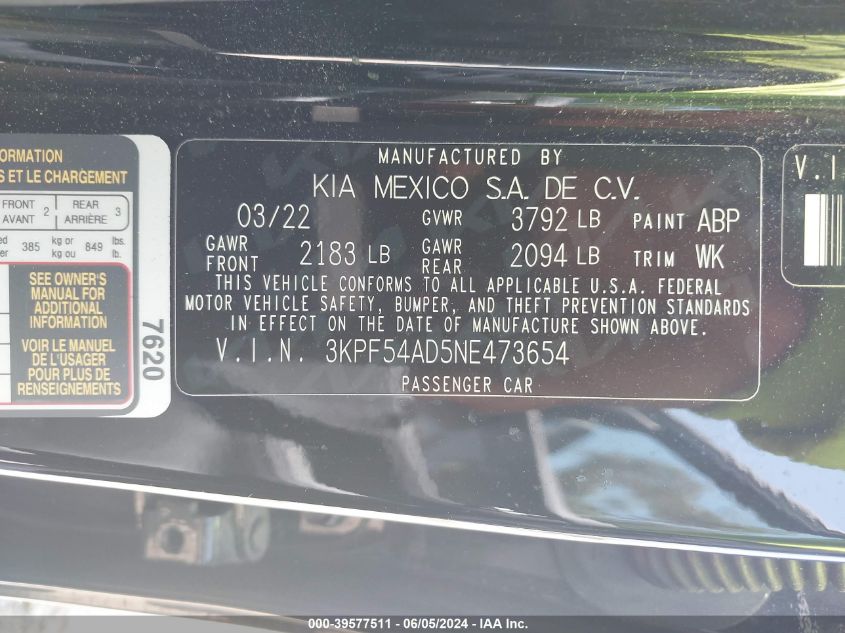 ORMATION
S ET LE CHARGEMENT
FRONT AVANT 2 REAR ARRIÈRE 3
385 kg or kg ou 849 lbs. lb.
SEE OWNER'S
MANUAL FOR
ADDITIONAL
INFORMATION
VOIR LE MANUEL
DE L'USAGER
POUR PLUS DE
RENSEIGNEMENTS
7620
MANUFACTURED BY
KIA MEXICO S.A. DE C.V.
03/22 GVWR 3792 LB PAINT ABP
GAWR FRONT 2183 LB GAWR REAR 2094 LB TRIM WK
THIS VEHICLE CONFORMS TO ALL APPLICABLE U.S.A. FEDERAL
MOTOR VEHICLE SAFETY, BUMPER, AND THEFT PREVENTION STANDARDS
IN EFFECT ON THE DATE OF MANUFACTURE SHOWN ABOVE.
V.I.N. 3KPF54AD5NE473654
PASSENGER CAR
V.I
000-39577511 - 06/05/2024 - IAA Inc.